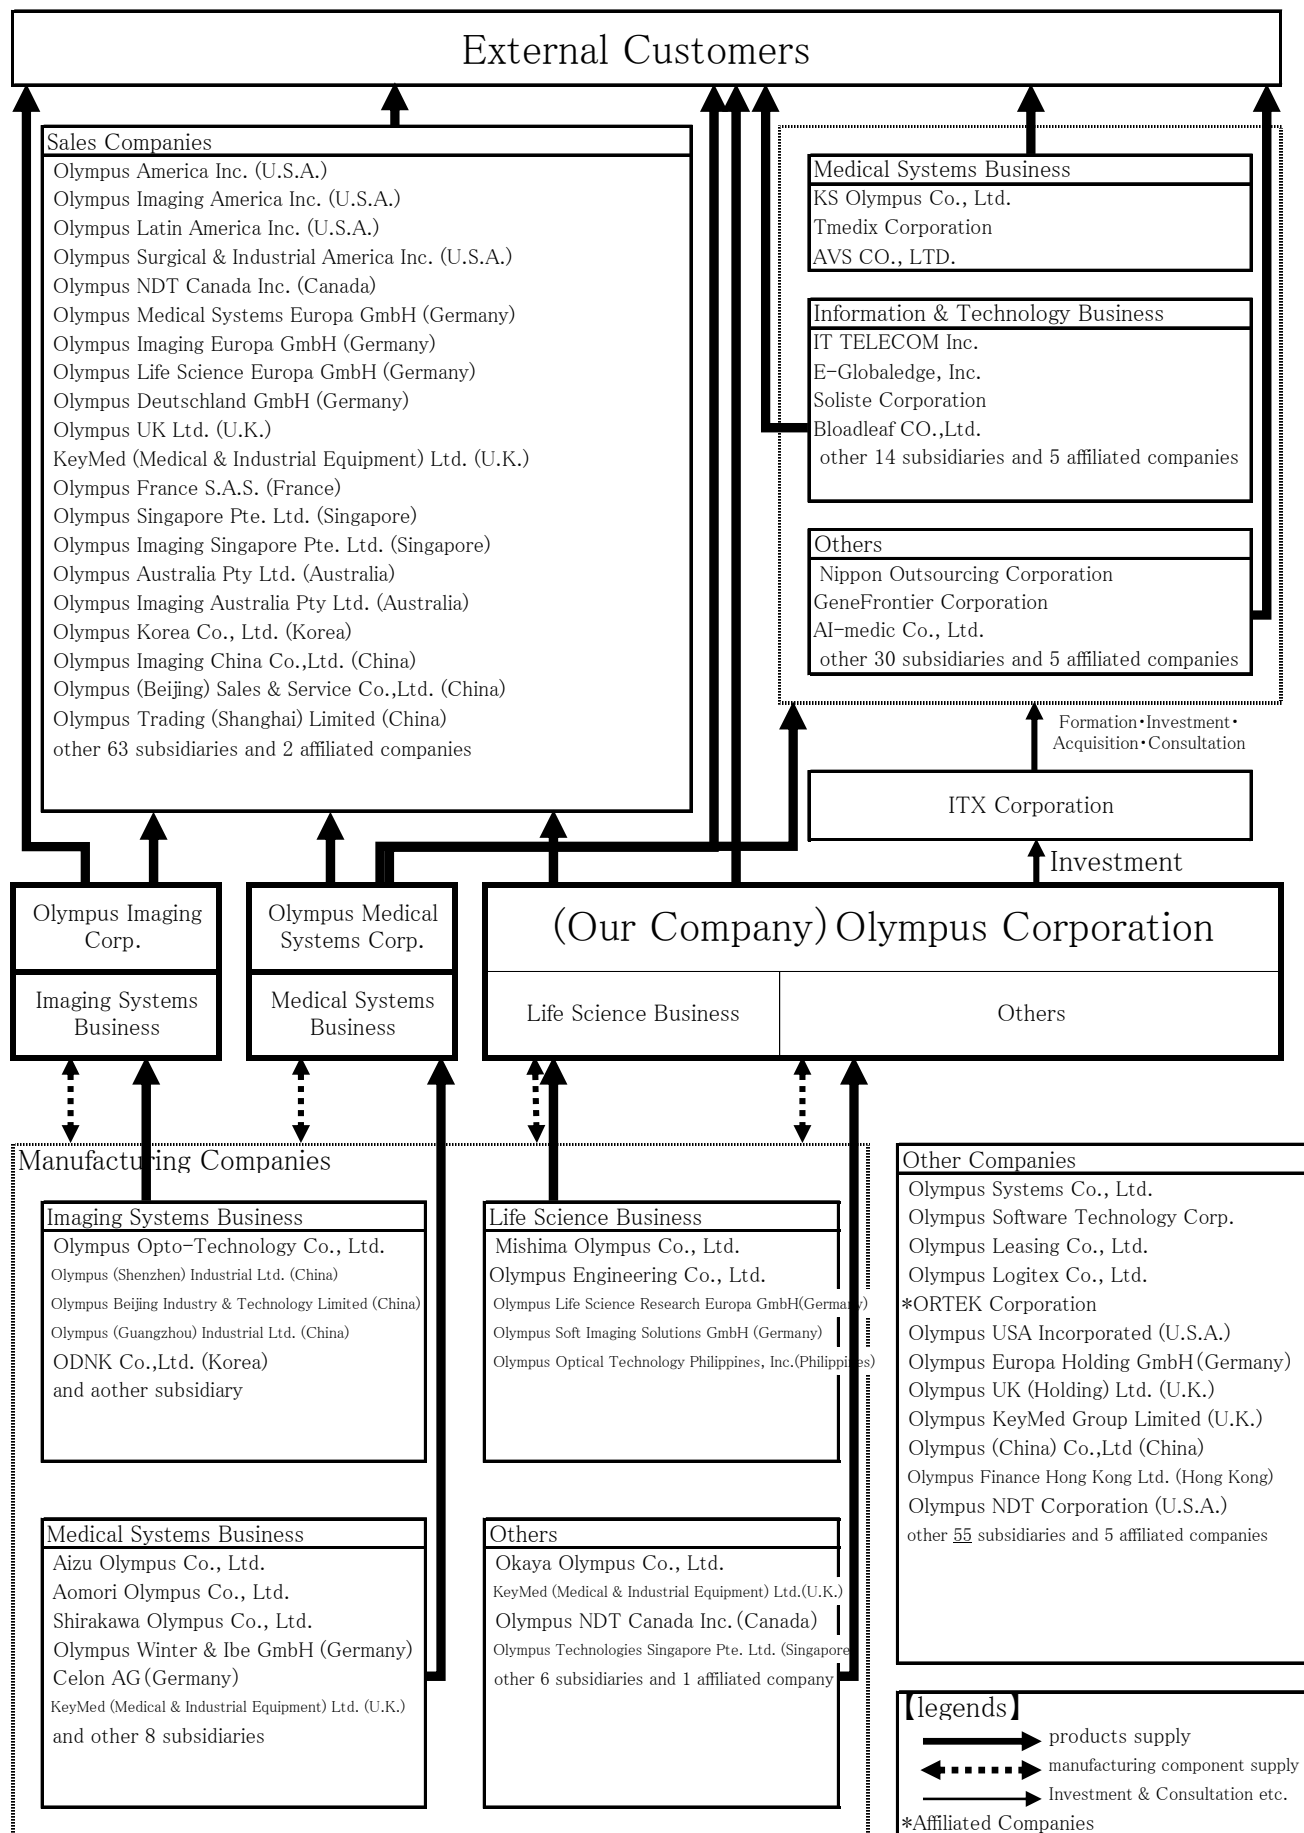 External Customers
Sales Companies
Olympus America Inc. (U.S.A.)
Olympus Imaging America Inc. (U.S.A.)
Olympus Latin America Inc. (U.S.A.)
Olympus Surgical & Industrial America Inc. (U.S.A.)
Olympus NDT Canada Inc. (Canada)
Olympus Medical Systems Europa GmbH (Germany)
Olympus Imaging Europa GmbH (Germany)
Olympus Life Science Europa GmbH (Germany)
Olympus Deutschland GmbH (Germany)
Olympus UK Ltd. (U.K.)
KeyMed (Medical & Industrial Equipment) Ltd. (U.K.)
Olympus France S.A.S. (France)
Olympus Singapore Pte. Ltd. (Singapore)
Olympus Imaging Singapore Pte. Ltd. (Singapore)
Olympus Australia Pty Ltd. (Australia)
Olympus Imaging Australia Pty Ltd. (Australia)
Olympus Korea Co., Ltd. (Korea)
Olympus Imaging China Co.,Ltd. (China)
Olympus (Beijing) Sales & Service Co.,Ltd. (China)
Olympus Trading (Shanghai) Limited (China)
other 63 subsidiaries and 2 affiliated companies
Medical Systems Business
KS Olympus Co., Ltd.
Tmedix Corporation
AVS CO., LTD.
Information & Technology Business
IT TELECOM Inc.
E-Globaledge, Inc.
Soliste Corporation
Bloadleaf CO.,Ltd.
other 14 subsidiaries and 5 affiliated companies
Others
Nippon Outsourcing Corporation
GeneFrontier Corporation
AI-medic Co., Ltd.
other 30 subsidiaries and 5 affiliated companies
Formation・Investment・
Acquisition・Consultation
ITX Corporation
Investment
Olympus Imaging
Corp.
Imaging Systems
Business
Olympus Medical
Systems Corp.
Medical Systems
Business
(Our Company) Olympus Corporation
Life Science Business
Others
Manufacturing Companies
Imaging Systems Business
Olympus Opto-Technology Co., Ltd.
Olympus (Shenzhen) Industrial Ltd. (China)
Olympus Beijing Industry & Technology Limited (China)
Olympus (Guangzhou) Industrial Ltd. (China)
ODNK Co.,Ltd. (Korea)
and aother subsidiary
Life Science Business
Mishima Olympus Co., Ltd.
Olympus Engineering Co., Ltd.
Olympus Life Science Research Europa GmbH(Germany)
Olympus Soft Imaging Solutions GmbH (Germany)
Olympus Optical Technology Philippines, Inc.(Philippines)
Medical Systems Business
Aizu Olympus Co., Ltd.
Aomori Olympus Co., Ltd.
Shirakawa Olympus Co., Ltd.
Olympus Winter & Ibe GmbH (Germany)
Celon AG (Germany)
KeyMed (Medical & Industrial Equipment) Ltd. (U.K.)
and other 8 subsidiaries
Others
Okaya Olympus Co., Ltd.
KeyMed (Medical & Industrial Equipment) Ltd.(U.K.)
Olympus NDT Canada Inc. (Canada)
Olympus Technologies Singapore Pte. Ltd. (Singapore
other 6 subsidiaries and 1 affiliated company
Other Companies
Olympus Systems Co., Ltd.
Olympus Software Technology Corp.
Olympus Leasing Co., Ltd.
Olympus Logitex Co., Ltd.
*ORTEK Corporation
Olympus USA Incorporated (U.S.A.)
Olympus Europa Holding GmbH (Germany)
Olympus UK (Holding) Ltd. (U.K.)
Olympus KeyMed Group Limited (U.K.)
Olympus (China) Co.,Ltd (China)
Olympus Finance Hong Kong Ltd. (Hong Kong)
Olympus NDT Corporation (U.S.A.)
other 55 subsidiaries and 5 affiliated companies
【legends】
products supply
manufacturing component supply
Investment & Consultation etc.
*Affiliated Companies